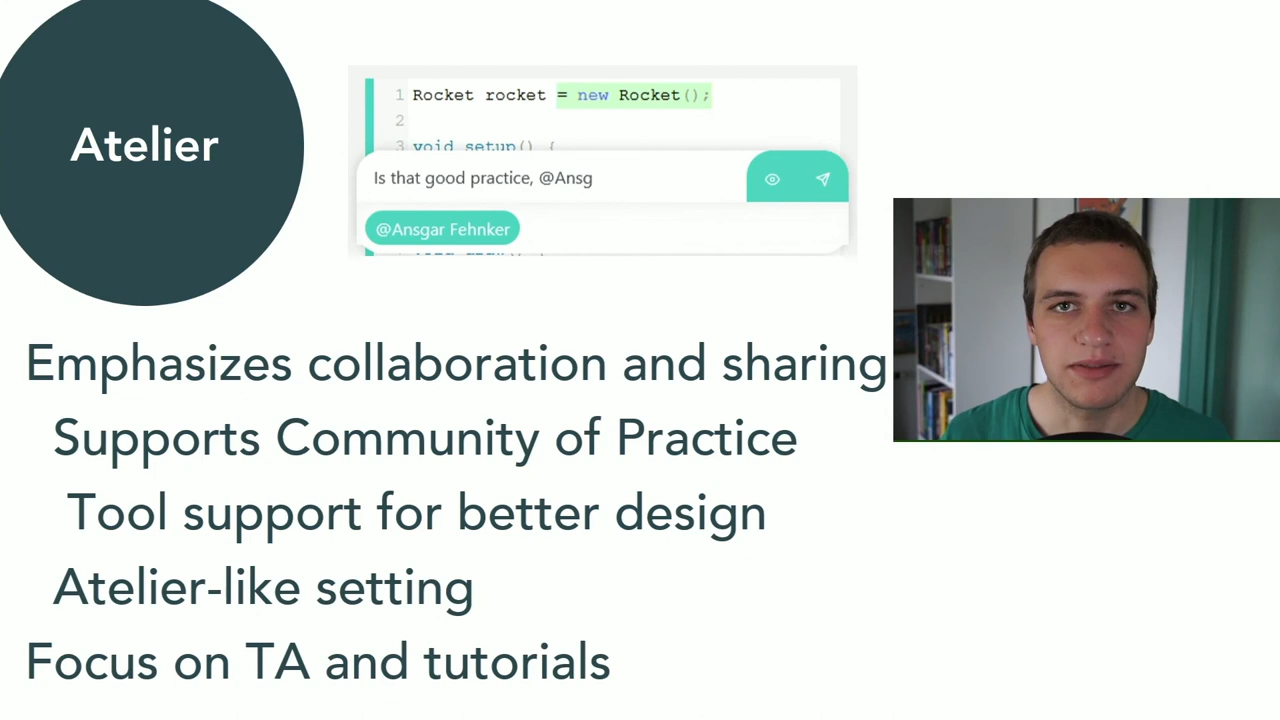 Atelier
1 Rocket rocket = new Rocket();
2
3 void setup() {
Is that good practice, @Ansg
@Ansgar Fehnker
Emphasizes collaboration and sharing
Supports Community of Practice
Tool support for better design
Atelier-like setting
Focus on TA and tutorials